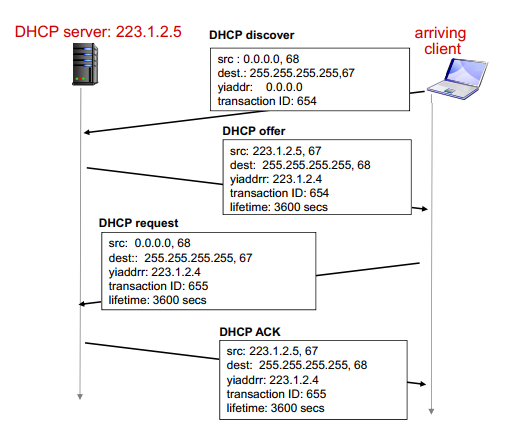 DHCP server: 223.1.2.5
DHCP discover
arriving
client
src : 0.0.0.0, 68
dest.: 255.255.255.255,67
yiaddr: 0.0.0.0
transaction ID: 654
DHCP offer
src: 223.1.2.5, 67
dest: 255.255.255.255, 68
yiaddrr: 223.1.2.4
transaction ID: 654
lifetime: 3600 secs
DHCP request
src: 0.0.0.0, 68
dest:: 255.255.255.255, 67
yiaddrr: 223.1.2.4
transaction ID: 655
lifetime: 3600 secs
DHCP ACK
src: 223.1.2.5, 67
dest: 255.255.255.255, 68
yiaddrr: 223.1.2.4
transaction ID: 655
lifetime: 3600 secs